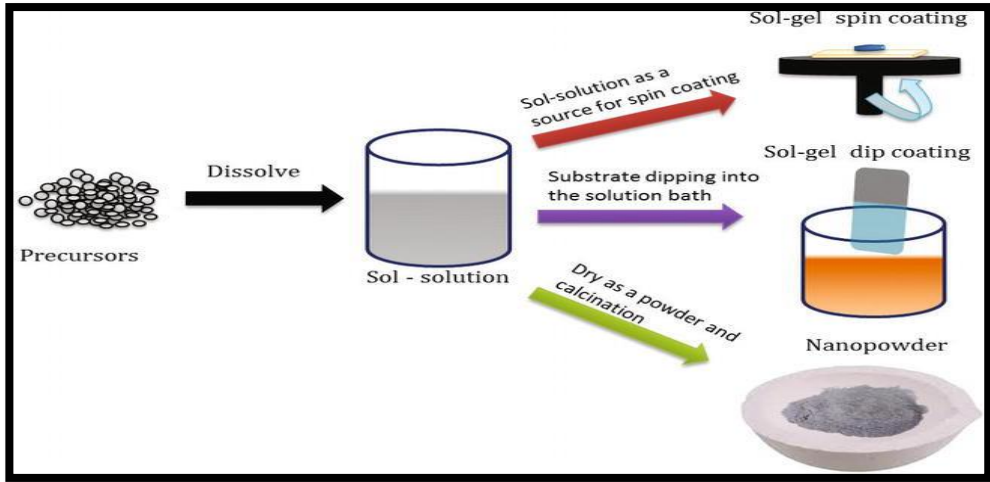 Precursors
Dissolve
Sol - solution
Sol-solution as a
source for spin coating
Sol-gel spin coating
Substrate dipping into
the solution bath
Sol-gel dip coating
Dry as a powder and
calcination
Nanopowder